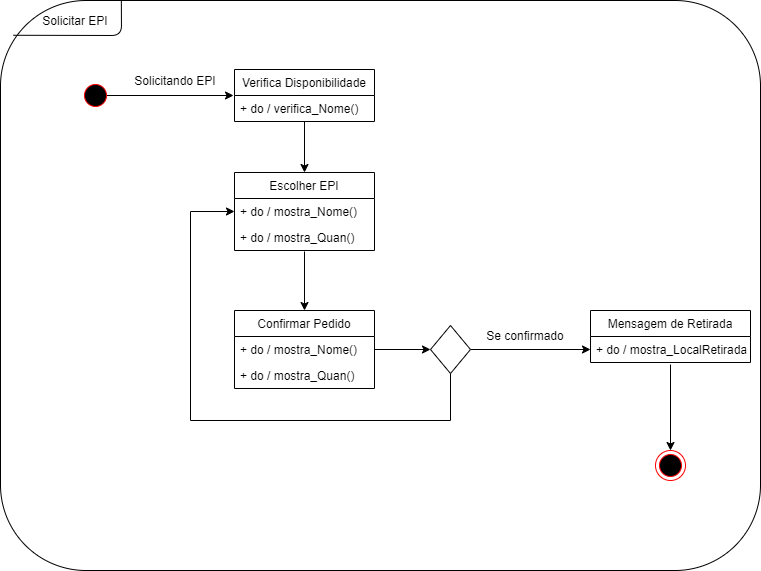 Solicitar EPI
Solicitando EPI
Verifica Disponibilidade
+ do / verifica_Nome()
Escolher EPI
+ do / mostra_Nome()
+ do / mostra_Quan()
Confirmar Pedido
+ do / mostra_Nome()
+ do / mostra_Quan()
Se confirmado
Mensagem de Retirada
+ do / mostra_LocalRetirada